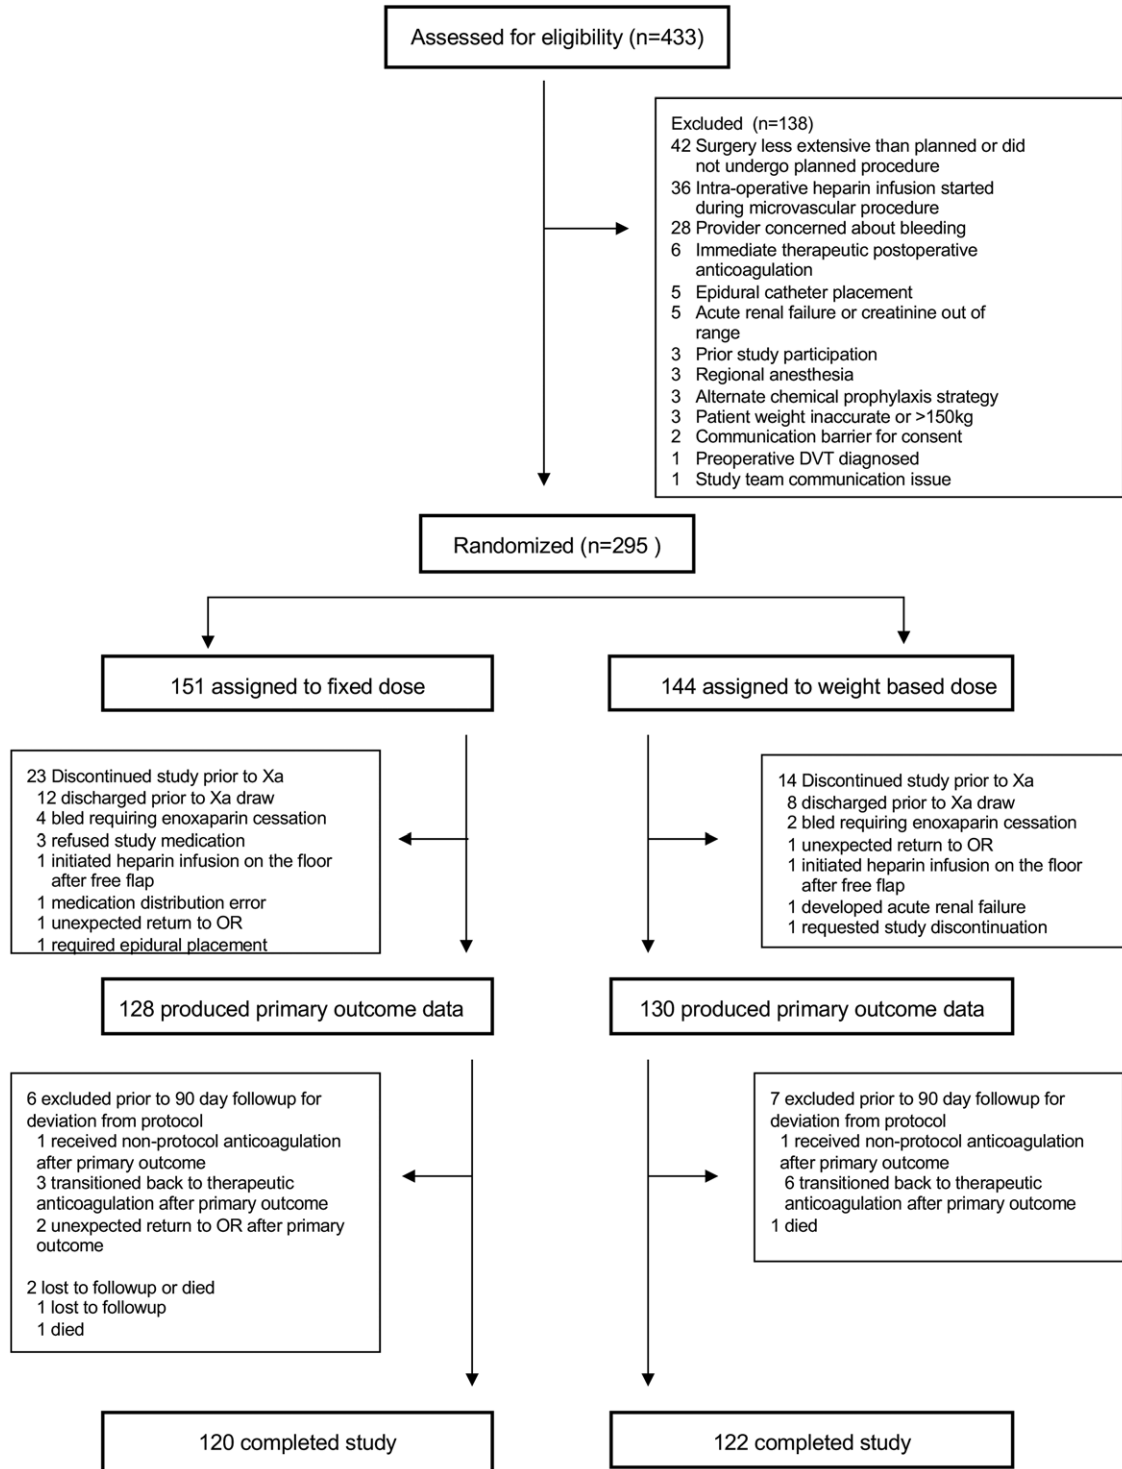 Assessed for eligibility (n=433)
Excluded (n=138)
42 Surgery less extensive than planned or did
not undergo planned procedure
36 Intra-operative heparin infusion started
during microvascular procedure
28 Provider concerned about bleeding
6 Immediate therapeutic postoperative
anticoagulation
5 Epidural catheter placement
5 Acute renal failure or creatinine out of
range
3 Prior study participation
3 Regional anesthesia
3 Alternate chemical prophylaxis strategy
3 Patient weight inaccurate or >150kg
2 Communication barrier for consent
1 Preoperative DVT diagnosed
1 Study team communication issue
Randomized (n=295 )
151 assigned to fixed dose
144 assigned to weight based dose
23 Discontinued study prior to Xa
12 discharged prior to Xa draw
4 bled requiring enoxaparin cessation
3 refused study medication
1 initiated heparin infusion on the floor
after free flap
1 medication distribution error
1 unexpected return to OR
1 required epidural placement
14 Discontinued study prior to Xa
8 discharged prior to Xa draw
2 bled requiring enoxaparin cessation
1 unexpected return to OR
1 initiated heparin infusion on the floor
after free flap
1 developed acute renal failure
1 requested study discontinuation
128 produced primary outcome data
130 produced primary outcome data
6 excluded prior to 90 day followup for
deviation from protocol
1 received non-protocol anticoagulation
after primary outcome
3 transitioned back to therapeutic
anticoagulation after primary outcome
2 unexpected return to OR after primary
outcome
2 lost to followup or died
1 lost to followup
1 died
7 excluded prior to 90 day followup for
deviation from protocol
1 received non-protocol anticoagulation
after primary outcome
6 transitioned back to therapeutic
anticoagulation after primary outcome
1 died
120 completed study
122 completed study